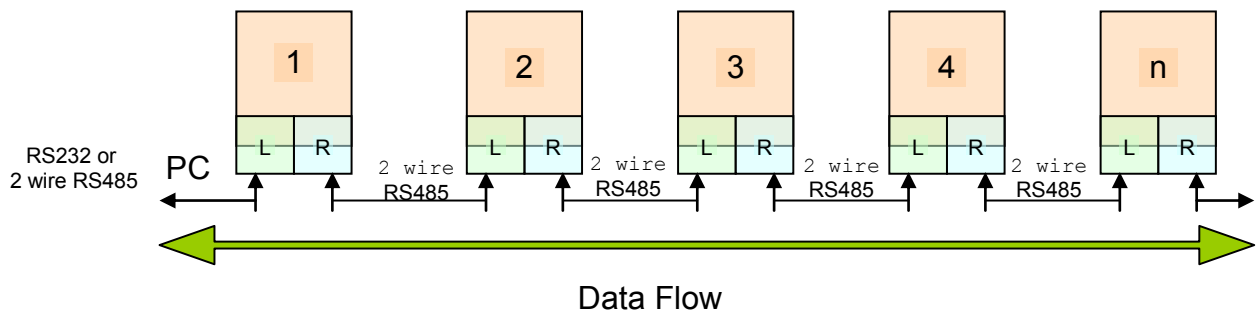 1
2
3
4
n
L R
L R
L R
L R
L R
RS232 or
2 wire RS485
PC
2 wire
RS485
2 wire
RS485
2 wire
RS485
2 wire
RS485
Data Flow